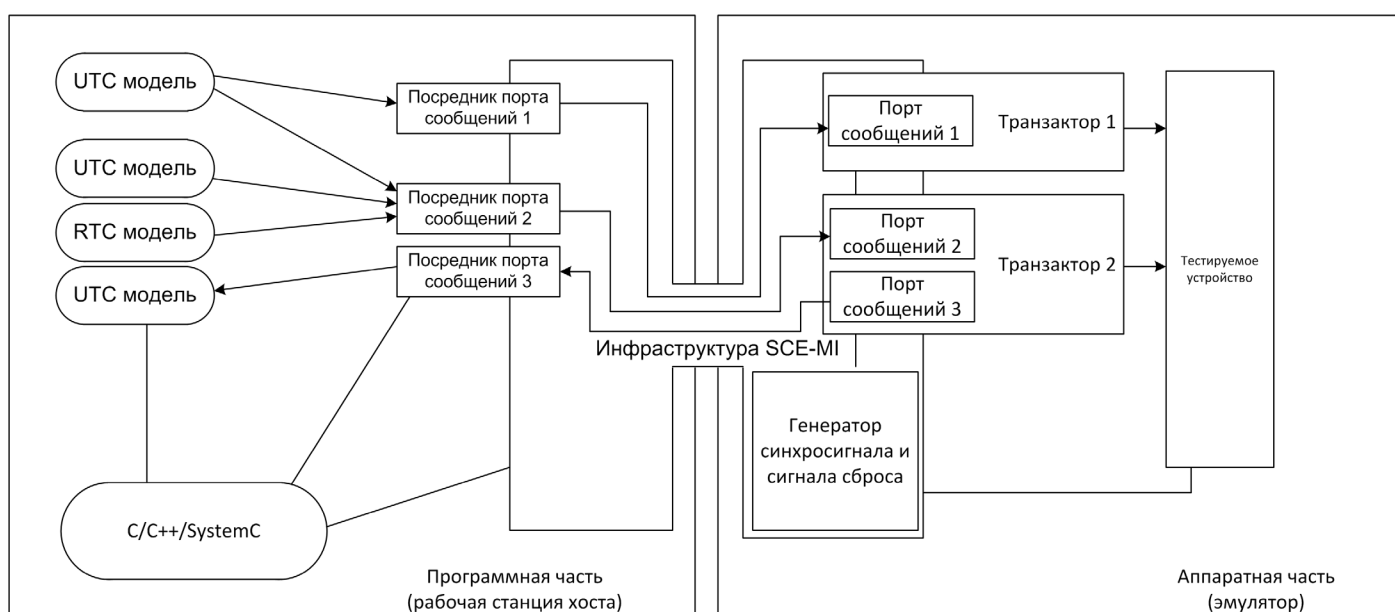 UTC модель
UTC модель
RTC модель
UTC модель
C/C++/SystemC
Посредник порта
сообщений 1
Посредник порта
сообщений 2
Посредник порта
сообщений 3
Инфраструктура SCE-MI
Программная часть
(рабочая станция хоста)
Порт
сообщений 1
Транзактор 1
Порт
сообщений 2
Транзактор 2
Порт
сообщений 3
Генератор
синхросигнала и
сигнала сброса
Тестируемое
устройство
Аппаратная часть
(эмулятор)